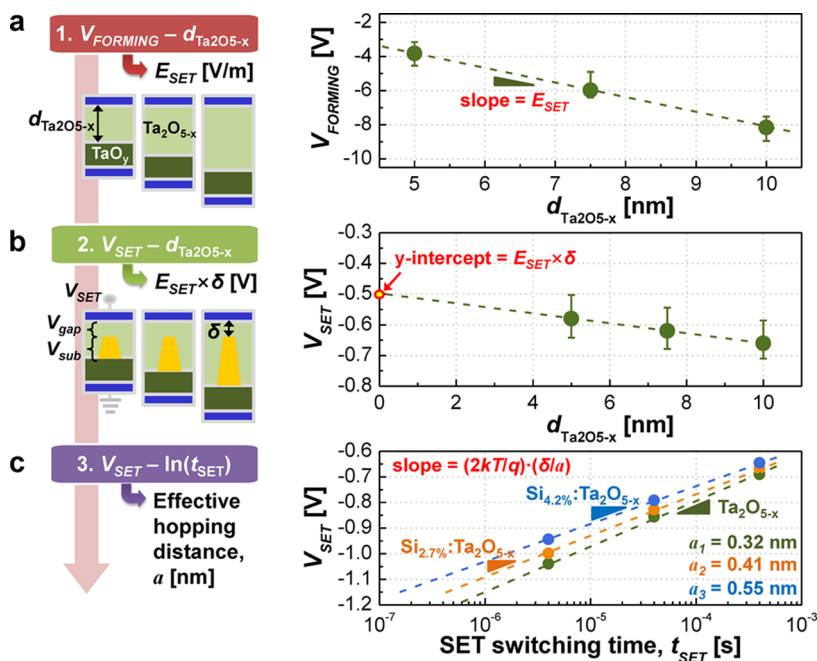 a
1. V_FORMING – d_Ta2O5-x
E_SET [V/m]
d_Ta2O5-x
Ta₂O₅₋ₓ
TaO_y
V_FORMING [V]
-2
-4
-6
-8
-10
slope = E_SET
5 6 7 8 9 10
d_Ta2O5-x [nm]
b
2. V_SET – d_Ta2O5-x
E_SET×δ [V]
V_SET
V_gap
V_sub
δ
V_SET [V]
-0.3
-0.4
-0.5
-0.6
-0.7
-0.8
y-intercept = E_SET×δ
0 2 4 6 8 10
d_Ta2O5-x [nm]
c
3. V_SET – ln(t_SET)
Effective
hopping
distance,
a [nm]
V_SET [V]
-0.6
-0.7
-0.8
-0.9
-1.0
-1.1
-1.2
slope = (2kT/q)·(δ/a)
Si₄.₂%:Ta₂O₅₋ₓ
Ta₂O₅₋ₓ
Si₂.₇%:Ta₂O₅₋ₓ
a₁ = 0.32 nm
a₂ = 0.41 nm
a₃ = 0.55 nm
10⁻⁷ 10⁻⁶ 10⁻⁵ 10⁻⁴ 10⁻³
SET switching time, t_SET [s]